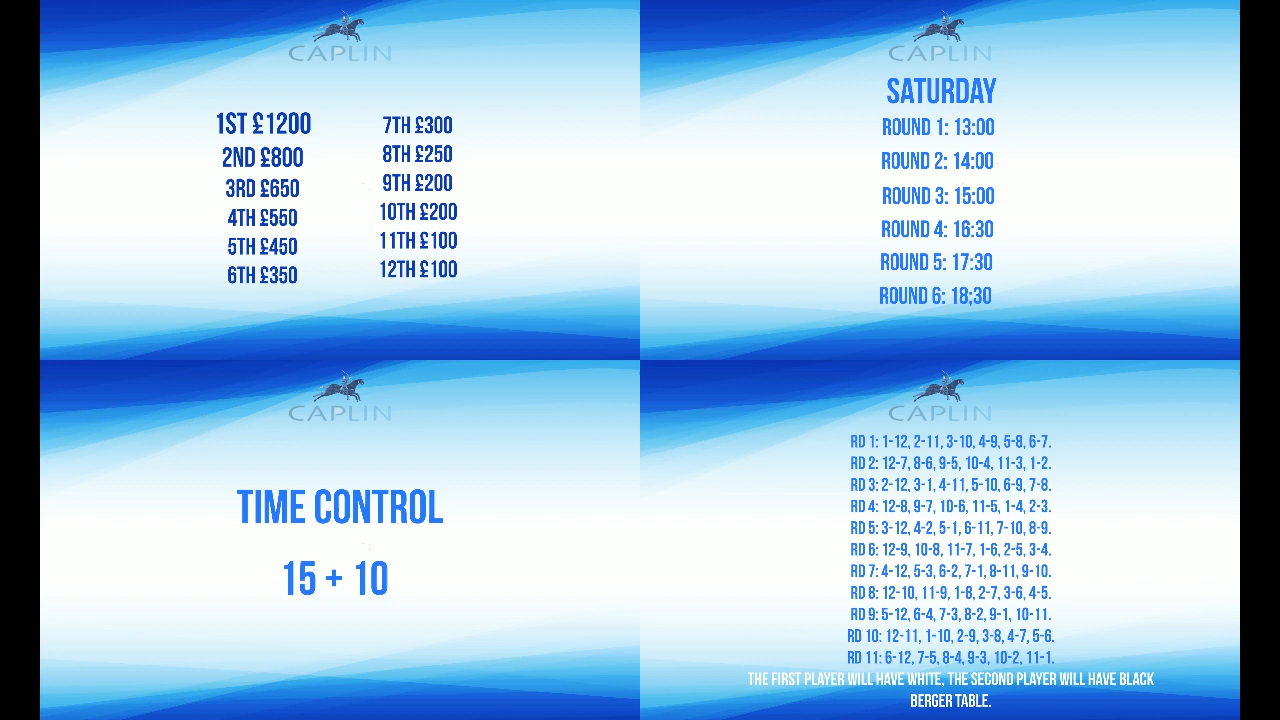 CAPLIN
1ST £1200
2ND £800
3RD £650
4TH £550
5TH £450
6TH £350
7TH £300
8TH £250
9TH £200
10TH £200
11TH £100
12TH £100
CAPLIN
SATURDAY
ROUND 1: 13:00
ROUND 2: 14:00
ROUND 3: 15:00
ROUND 4: 16:30
ROUND 5: 17:30
ROUND 6: 18;30
CAPLIN
TIME CONTROL
15 + 10
CAPLIN
RD 1: 1-12, 2-11, 3-10, 4-9, 5-8, 6-7.
RD 2: 12-7, 8-6, 9-5, 10-4, 11-3, 1-2.
RD 3: 2-12, 3-1, 4-11, 5-10, 6-9, 7-8.
RD 4: 12-8, 9-7, 10-6, 11-5, 1-4, 2-3.
RD 5: 3-12, 4-2, 5-1, 6-11, 7-10, 8-9.
RD 6: 12-9, 10-8, 11-7, 1-6, 2-5, 3-4.
RD 7: 4-12, 5-3, 6-2, 7-1, 8-11, 9-10.
RD 8: 12-10, 11-9, 1-8, 2-7, 3-6, 4-5.
RD 9: 5-12, 6-4, 7-3, 8-2, 9-1, 10-11.
RD 10: 12-11, 1-10, 2-9, 3-8, 4-7, 5-6.
RD 11: 6-12, 7-5, 8-4, 9-3, 10-2, 11-1.
THE FIRST PLAYER WILL HAVE WHITE, THE SECOND PLAYER WILL HAVE BLACK
BERGER TABLE.